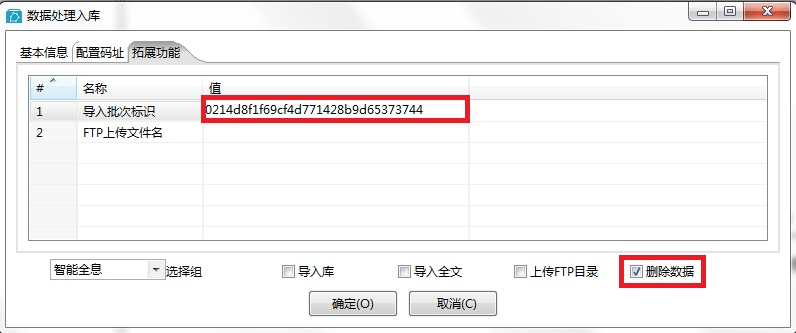 数据处理入库
基本信息 配置码址 拓展功能
# 名称 值
1 导入批次标识 0214d8f1f69cf4d771428b9d65373744
2 FTP上传文件名
智能全息 选择组 导入库 导入全文 上传FTP目录 删除数据
确定(O) 取消(C)